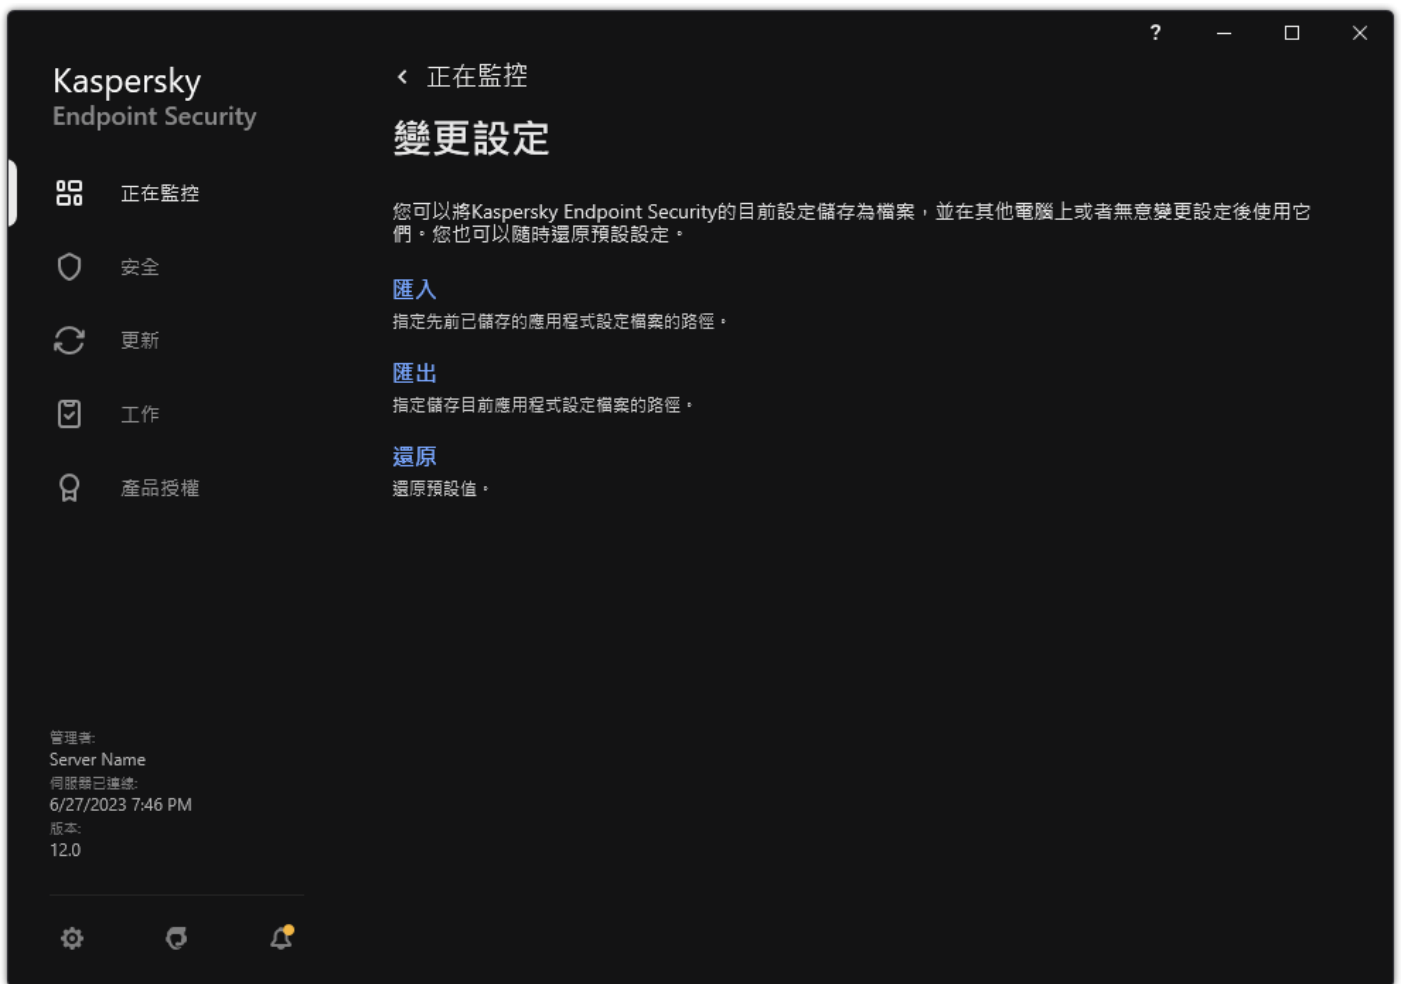 Kaspersky
Endpoint Security
正在監控
安全
更新
工作
產品授權
管理者:
Server Name
伺服器已連線:
6/27/2023 7:46 PM
版本:
12.0
?
正在監控
變更設定
您可以將Kaspersky Endpoint Security的目前設定儲存為檔案，並在其他電腦上或者無意變更設定後使用它
們。您也可以隨時還原預設設定。
匯入
指定先前已儲存的應用程式設定檔案的路徑。
匯出
指定儲存目前應用程式設定檔案的路徑。
還原
還原預設值。